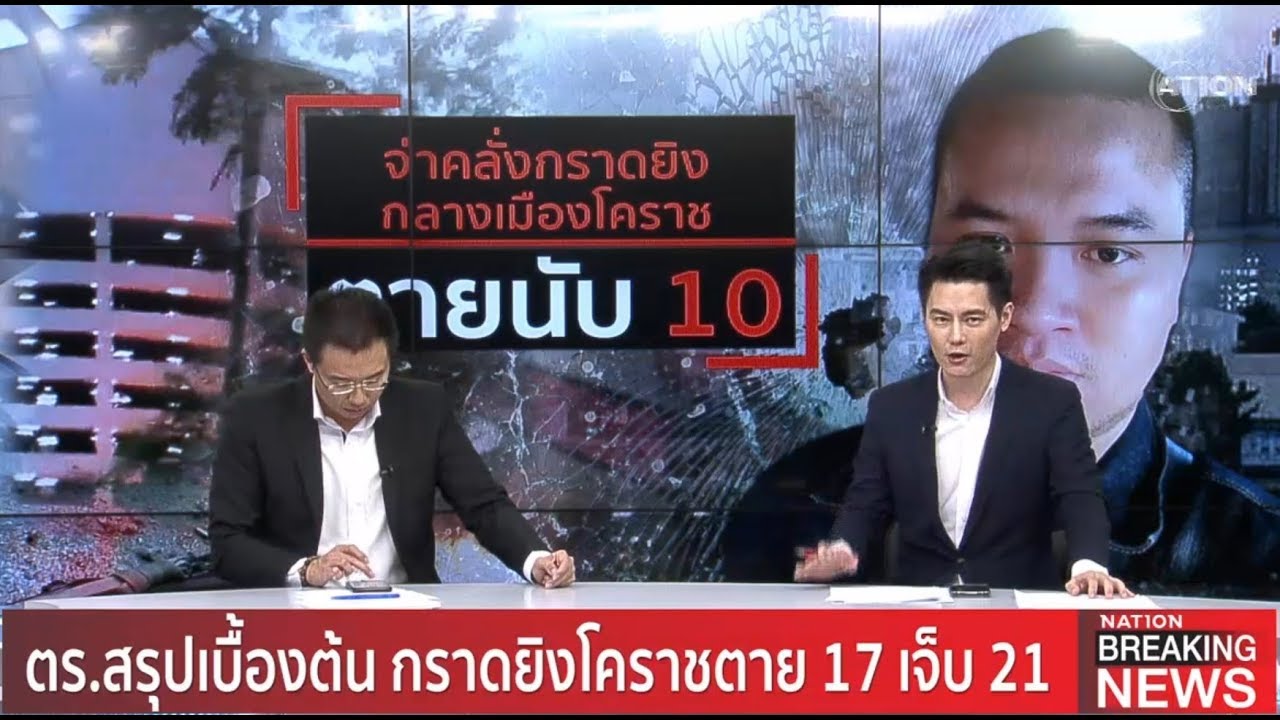 ATION
จ่าคลั่งกราดยิง
กลางเมืองโคราช
ตายนับ 10
ตร.สรุปเบื้องต้น กราดยิงโคราชตาย 17 เจ็บ 21
NATION
BREAKING
NEWS